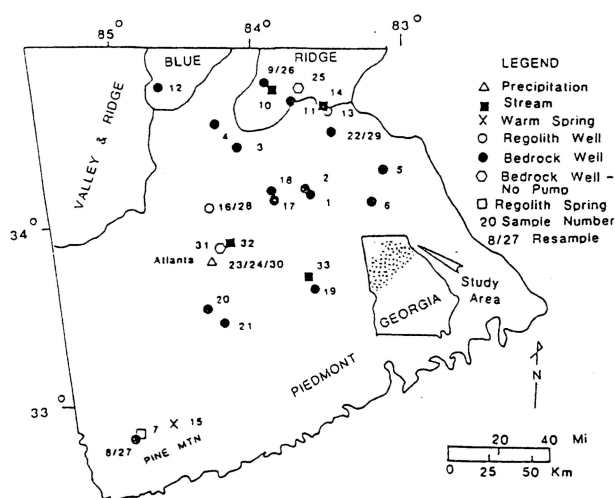 85°
84°
83°
BLUE
RIDGE
VALLEY & RIDGE
12
9/26
25
10
14
11
13
4
3
22/29
5
18
2
17
1
6
16/28
34°
31
32
Atlanta
23/24/30
33
19
20
21
Study
Area
GEORGIA
PIEDMONT
33°
7
15
8/27
PINE MTN
LEGEND
Precipitation
Stream
Warm Spring
Regolith Well
Bedrock Well
Bedrock Well -
No Pump
Regolith Spring
20 Sample Number
8/27 Resample
N
20 40 Mi
0 25 50 Km